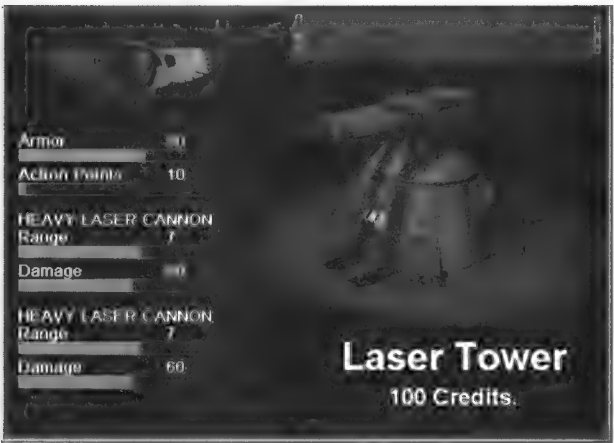 Armor
Action Points 10
HEAVY LASER CANNON
Range 7
Damage
HEAVY LASER CANNON
Range 7
Damage 60
Laser Tower
100 Credits.